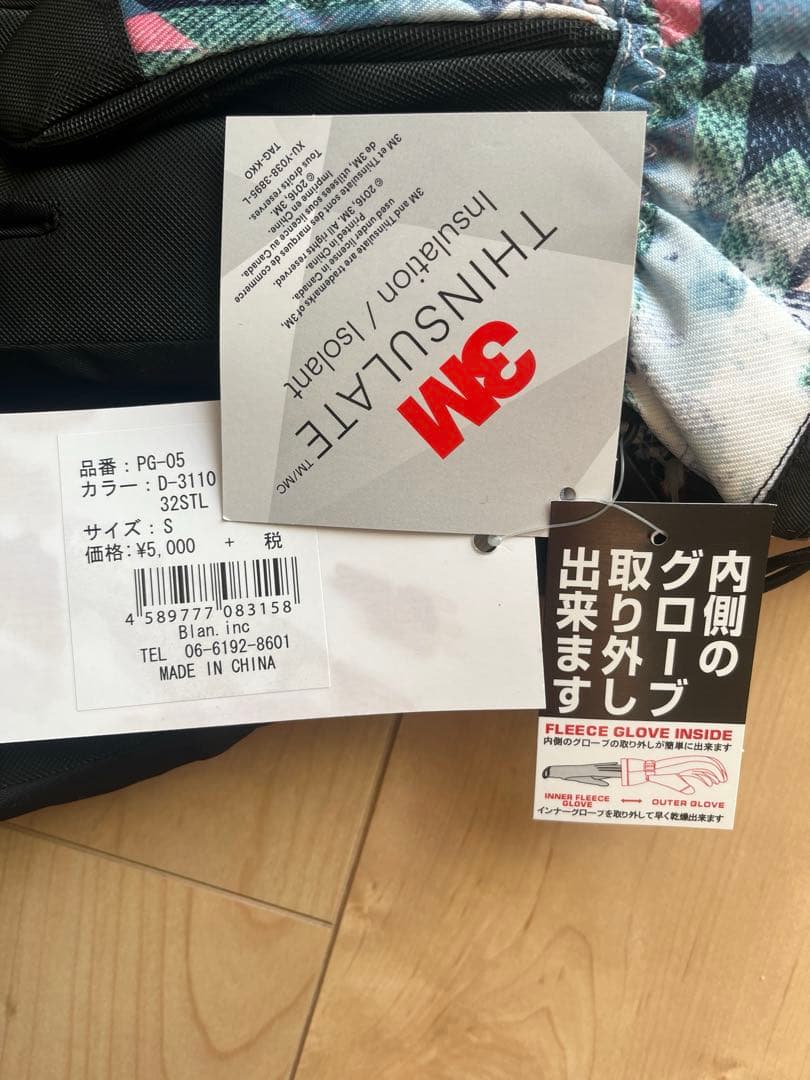 3M
THINSULATE™/MC
Insulation / Isolant
3M and Thinsulate are trademarks of 3M,
used under license in Canada.
Printed in China.
© 2016, 3M. All rights reserved.
3M et Thinsulate sont des marques de commerce
de 3M, utilisées sous licence au Canada.
Imprimé en Chine.
© 2016, 3M.
Tous droits réservés.
XU-Y038-3895-L
TAG-KKO
品番：PG-05
カラー：D-3110
32STL
サイズ：S
価格:¥5,000 + 税
4 589777 083158
Blan.inc
TEL 06-6192-8601
MADE IN CHINA
内側の
グローブ
取り外し
出来ます
FLEECE GLOVE INSIDE
内側のグローブの取り外しが簡単に出来ます
INNER FLEECE
GLOVE
OUTER GLOVE
インナーグローブを取り外して早く乾燥出来ます